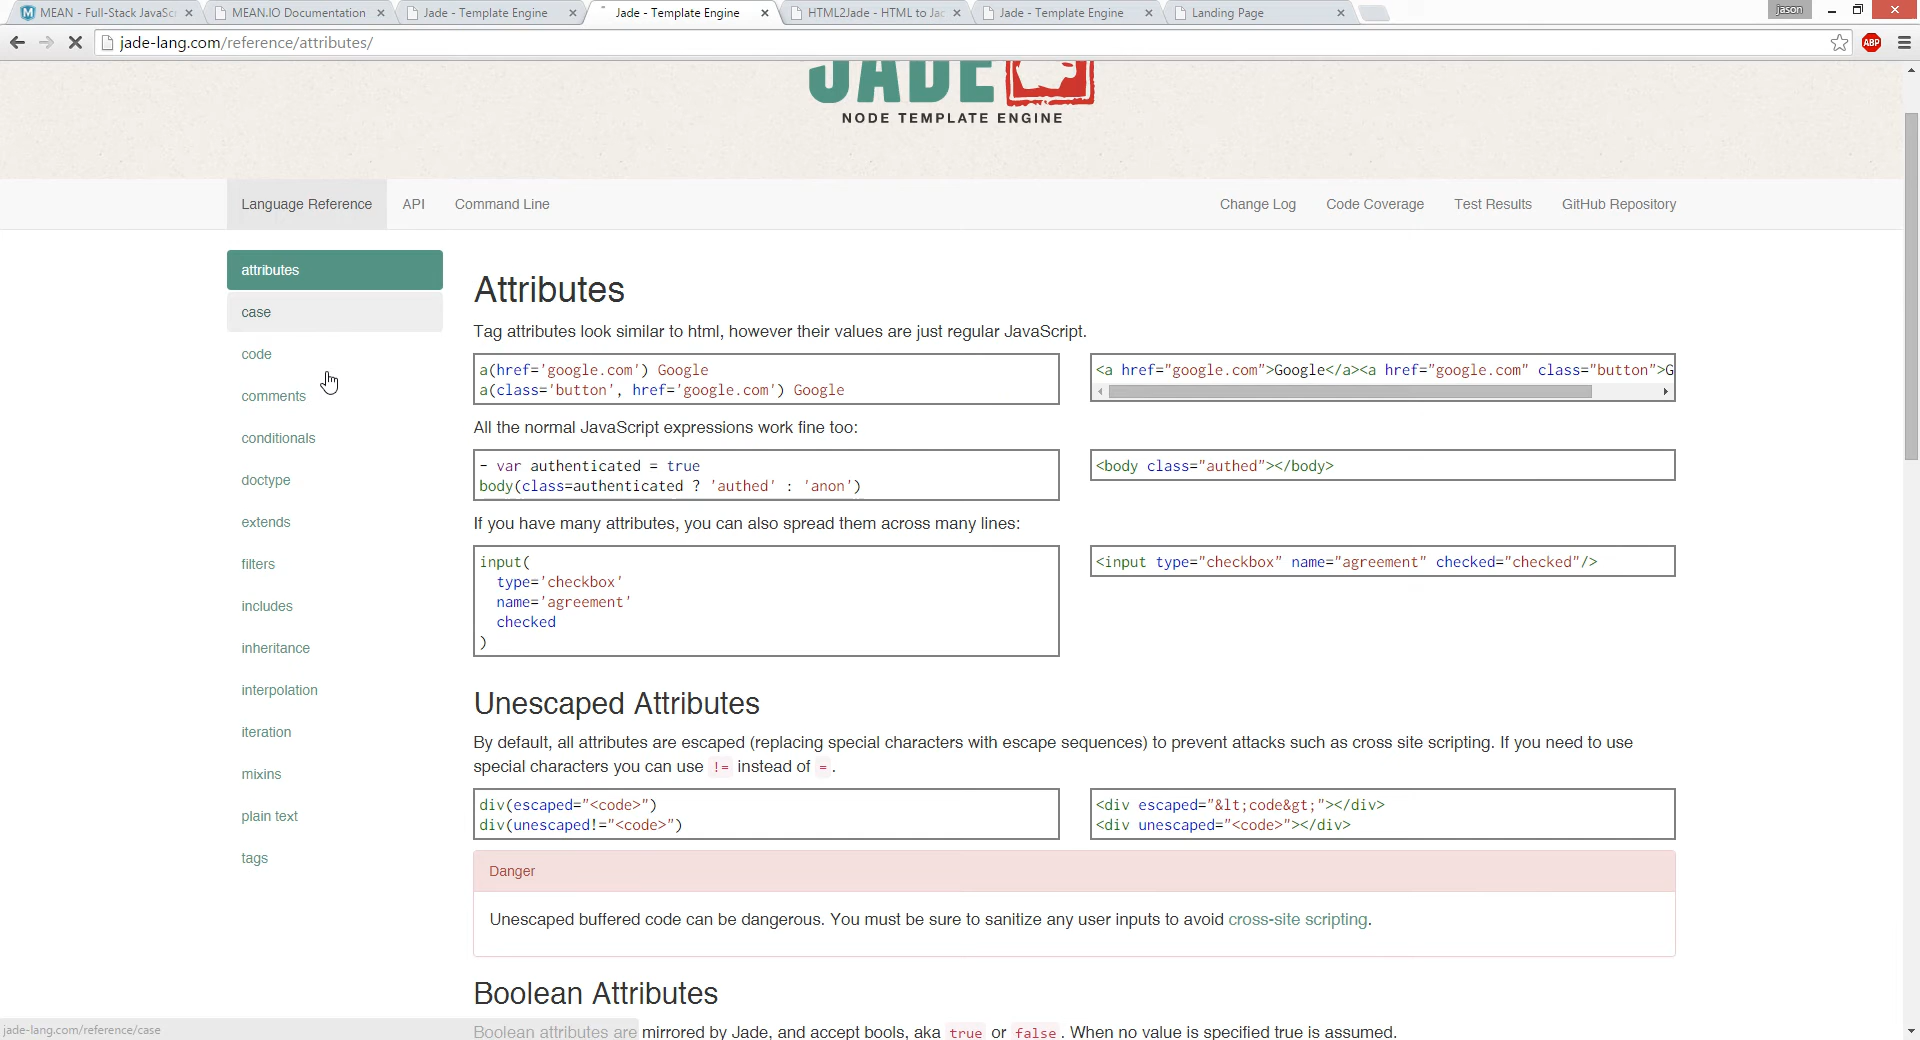 MEAN - Full-Stack JavaScr
MEAN.IO Documentation
Jade - Template Engine
Jade - Template Engine
HTML2Jade - HTML to Jac
Jade - Template Engine
Landing Page
jason
jade-lang.com/reference/attributes/
ABP
JADE
NODE TEMPLATE ENGINE
Language Reference
API
Command Line
Change Log
Code Coverage
Test Results
GitHub Repository
attributes
case
code
comments
conditionals
doctype
extends
filters
includes
inheritance
interpolation
iteration
mixins
plain text
tags
Attributes
Tag attributes look similar to html, however their values are just regular JavaScript.
a(href='google.com') Google
a(class='button', href='google.com') Google
<a href="google.com">Google</a><a href="google.com" class="button">G
All the normal JavaScript expressions work fine too:
- var authenticated = true
body(class=authenticated ? 'authed' : 'anon')
<body class="authed"></body>
If you have many attributes, you can also spread them across many lines:
input(
type='checkbox'
name='agreement'
checked
)
<input type="checkbox" name="agreement" checked="checked"/>
Unescaped Attributes
By default, all attributes are escaped (replacing special characters with escape sequences) to prevent attacks such as cross site scripting. If you need to use
special characters you can use != instead of = .
div(escaped="<code>")
div(unescaped!="<code>")
<div escaped="&lt;code&gt;"></div>
<div unescaped="<code>"></div>
Danger
Unescaped buffered code can be dangerous. You must be sure to sanitize any user inputs to avoid cross-site scripting.
Boolean Attributes
Boolean attributes are mirrored by Jade, and accept bools, aka true or false . When no value is specified true is assumed.
jade-lang.com/reference/case